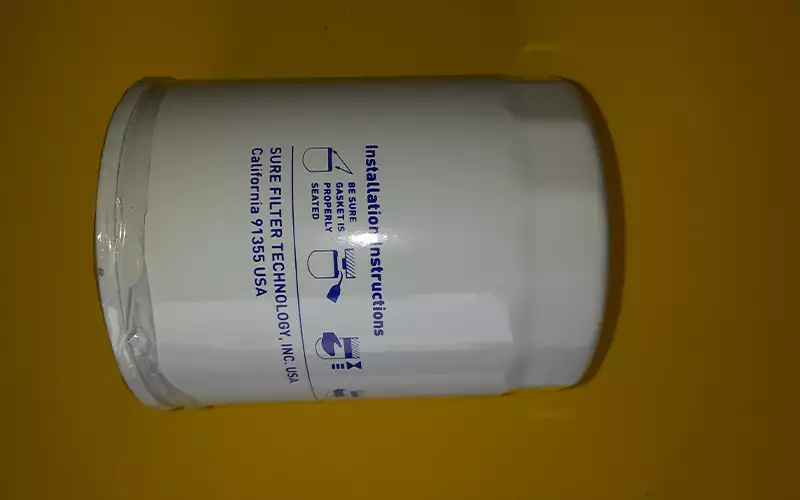 Installation Instructions
BE SURE
GASKET IS
PROPERLY
SEATED
SURE FILTER TECHNOLOGY, INC. USA
California 91355 USA